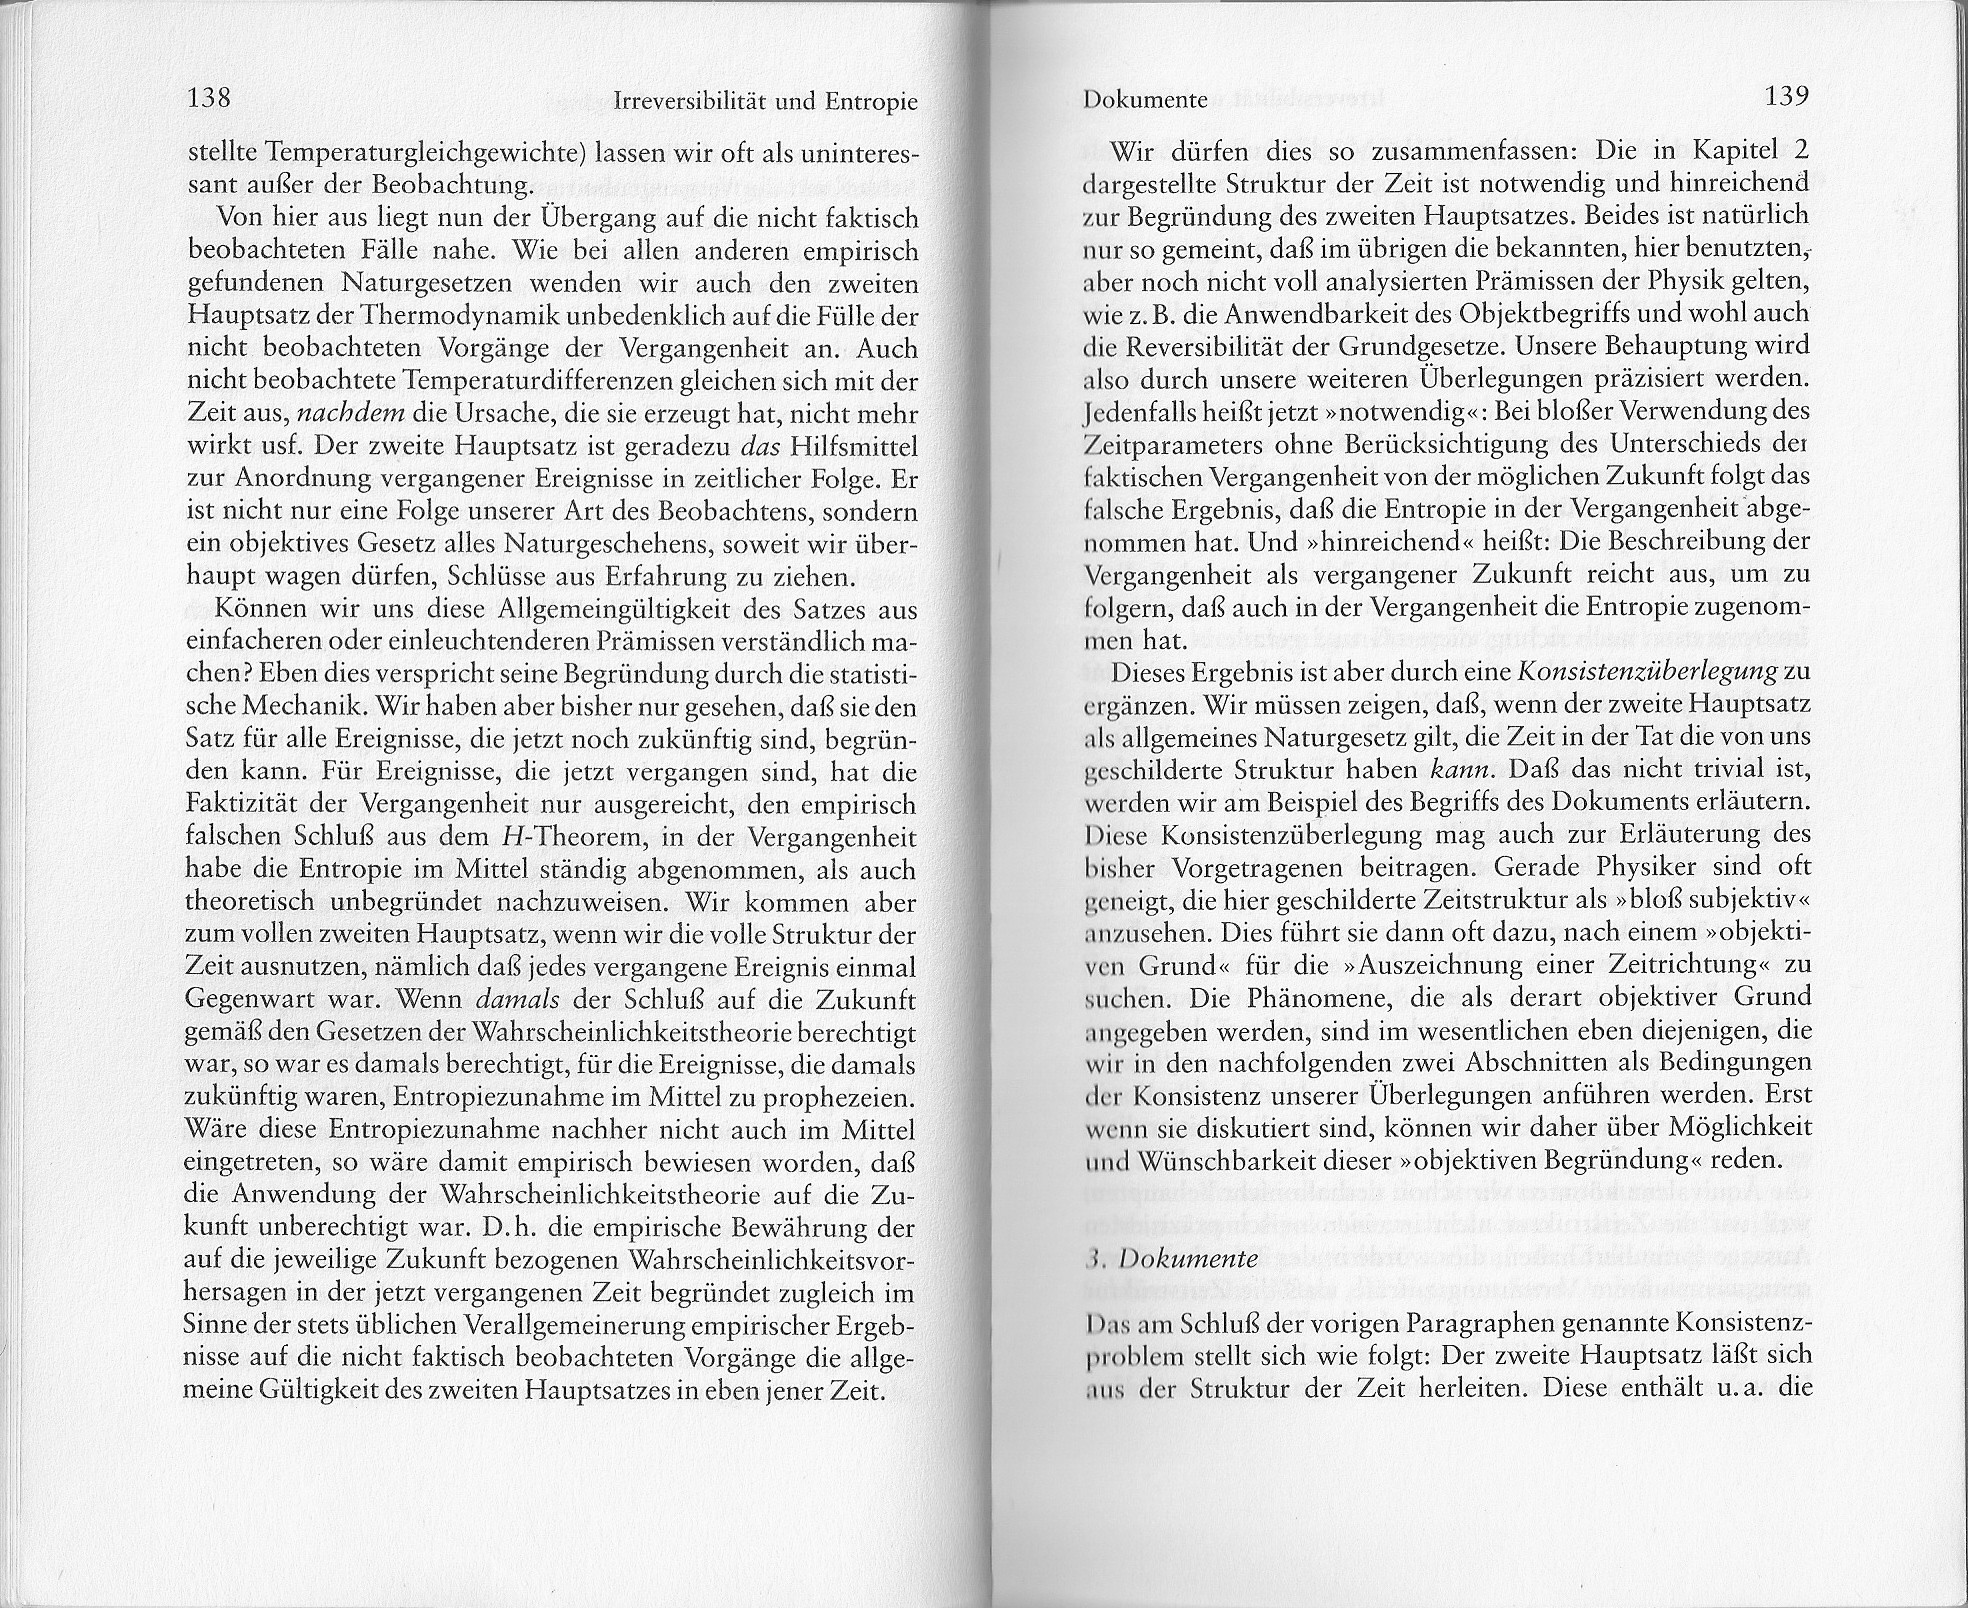 138
Irreversibilität und Entropie
stellte Temperaturgleichgewichte) lassen wir oft als uninteres-
sant außer der Beobachtung.
Von hier aus liegt nun der Übergang auf die nicht faktisch
beobachteten Fälle nahe. Wie bei allen anderen empirisch
gefundenen Naturgesetzen wenden wir auch den zweiten
Hauptsatz der Thermodynamik unbedenklich auf die Fülle der
nicht beobachteten Vorgänge der Vergangenheit an. Auch
nicht beobachtete Temperaturdifferenzen gleichen sich mit der
Zeit aus, nachdem die Ursache, die sie erzeugt hat, nicht mehr
wirkt usf. Der zweite Hauptsatz ist geradezu das Hilfsmittel
zur Anordnung vergangener Ereignisse in zeitlicher Folge. Er
ist nicht nur eine Folge unserer Art des Beobachtens, sondern
ein objektives Gesetz alles Naturgeschehens, soweit wir über-
haupt wagen dürfen, Schlüsse aus Erfahrung zu ziehen.
Können wir uns diese Allgemeingültigkeit des Satzes aus
einfacheren oder einleuchtenderen Prämissen verständlich ma-
chen? Eben dies verspricht seine Begründung durch die statisti-
sche Mechanik. Wir haben aber bisher nur gesehen, daß sie den
Satz für alle Ereignisse, die jetzt noch zukünftig sind, begrün-
den kann. Für Ereignisse, die jetzt vergangen sind, hat die
Faktizität der Vergangenheit nur ausgereicht, den empirisch
falschen Schluß aus dem H-Theorem, in der Vergangenheit
habe die Entropie im Mittel ständig abgenommen, als auch
theoretisch unbegründet nachzuweisen. Wir kommen aber
zum vollen zweiten Hauptsatz, wenn wir die volle Struktur der
Zeit ausnutzen, nämlich daß jedes vergangene Ereignis einmal
Gegenwart war. Wenn damals der Schluß auf die Zukunft
gemäß den Gesetzen der Wahrscheinlichkeitstheorie berechtigt
war, so war es damals berechtigt, für die Ereignisse, die damals
zukünftig waren, Entropiezunahme im Mittel zu prophezeien.
Wäre diese Entropiezunahme nachher nicht auch im Mittel
eingetreten, so wäre damit empirisch bewiesen worden, daß
die Anwendung der Wahrscheinlichkeitstheorie auf die Zu-
kunft unberechtigt war. D.h. die empirische Bewährung der
auf die jeweilige Zukunft bezogenen Wahrscheinlichkeitsvor-
hersagen in der jetzt vergangenen Zeit begründet zugleich im
Sinne der stets üblichen Verallgemeinerung empirischer Ergeb-
nisse auf die nicht faktisch beobachteten Vorgänge die allge-
meine Gültigkeit des zweiten Hauptsatzes in eben jener Zeit.
Dokumente
139
Wir dürfen dies so zusammenfassen: Die in Kapitel 2
dargestellte Struktur der Zeit ist notwendig und hinreichend
zur Begründung des zweiten Hauptsatzes. Beides ist natürlich
nur so gemeint, daß im übrigen die bekannten, hier benutzten,
aber noch nicht voll analysierten Prämissen der Physik gelten,
wie z.B. die Anwendbarkeit des Objektbegriffs und wohl auch
die Reversibilität der Grundgesetze. Unsere Behauptung wird
also durch unsere weiteren Überlegungen präzisiert werden.
Jedenfalls heißt jetzt »notwendig«: Bei bloßer Verwendung des
Zeitparameters ohne Berücksichtigung des Unterschieds der
faktischen Vergangenheit von der möglichen Zukunft folgt das
falsche Ergebnis, daß die Entropie in der Vergangenheit abge-
nommen hat. Und »hinreichend« heißt: Die Beschreibung der
Vergangenheit als vergangener Zukunft reicht aus, um zu
folgern, daß auch in der Vergangenheit die Entropie zugenom-
men hat.
Dieses Ergebnis ist aber durch eine Konsistenzüberlegung zu
ergänzen. Wir müssen zeigen, daß, wenn der zweite Hauptsatz
als allgemeines Naturgesetz gilt, die Zeit in der Tat die von uns
geschilderte Struktur haben kann. Daß das nicht trivial ist,
werden wir am Beispiel des Begriffs des Dokuments erläutern.
Diese Konsistenzüberlegung mag auch zur Erläuterung des
bisher Vorgetragenen beitragen. Gerade Physiker sind oft
geneigt, die hier geschilderte Zeitstruktur als »bloß subjektiv«
anzusehen. Dies führt sie dann oft dazu, nach einem »objekti-
ven Grund« für die »Auszeichnung einer Zeitrichtung« zu
suchen. Die Phänomene, die als derart objektiver Grund
angegeben werden, sind im wesentlichen eben diejenigen, die
wir in den nachfolgenden zwei Abschnitten als Bedingungen
der Konsistenz unserer Überlegungen anführen werden. Erst
wenn sie diskutiert sind, können wir daher über Möglichkeit
und Wünschbarkeit dieser »objektiven Begründung« reden.
3. Dokumente
Das am Schluß der vorigen Paragraphen genannte Konsistenz-
problem stellt sich wie folgt: Der zweite Hauptsatz läßt sich
aus der Struktur der Zeit herleiten. Diese enthält u.a. die